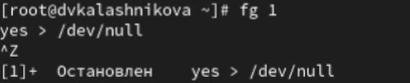 [root@dvkalashnikova ~]# fg 1
yes > /dev/null
^Z
[1]+  Остановлен    yes > /dev/null